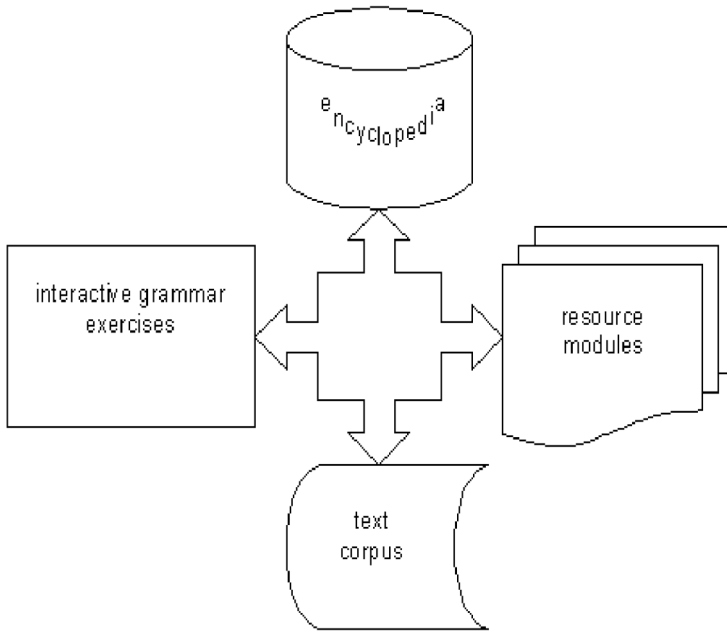 encyclopedia
interactive grammar
exercises
resource
modules
text
corpus